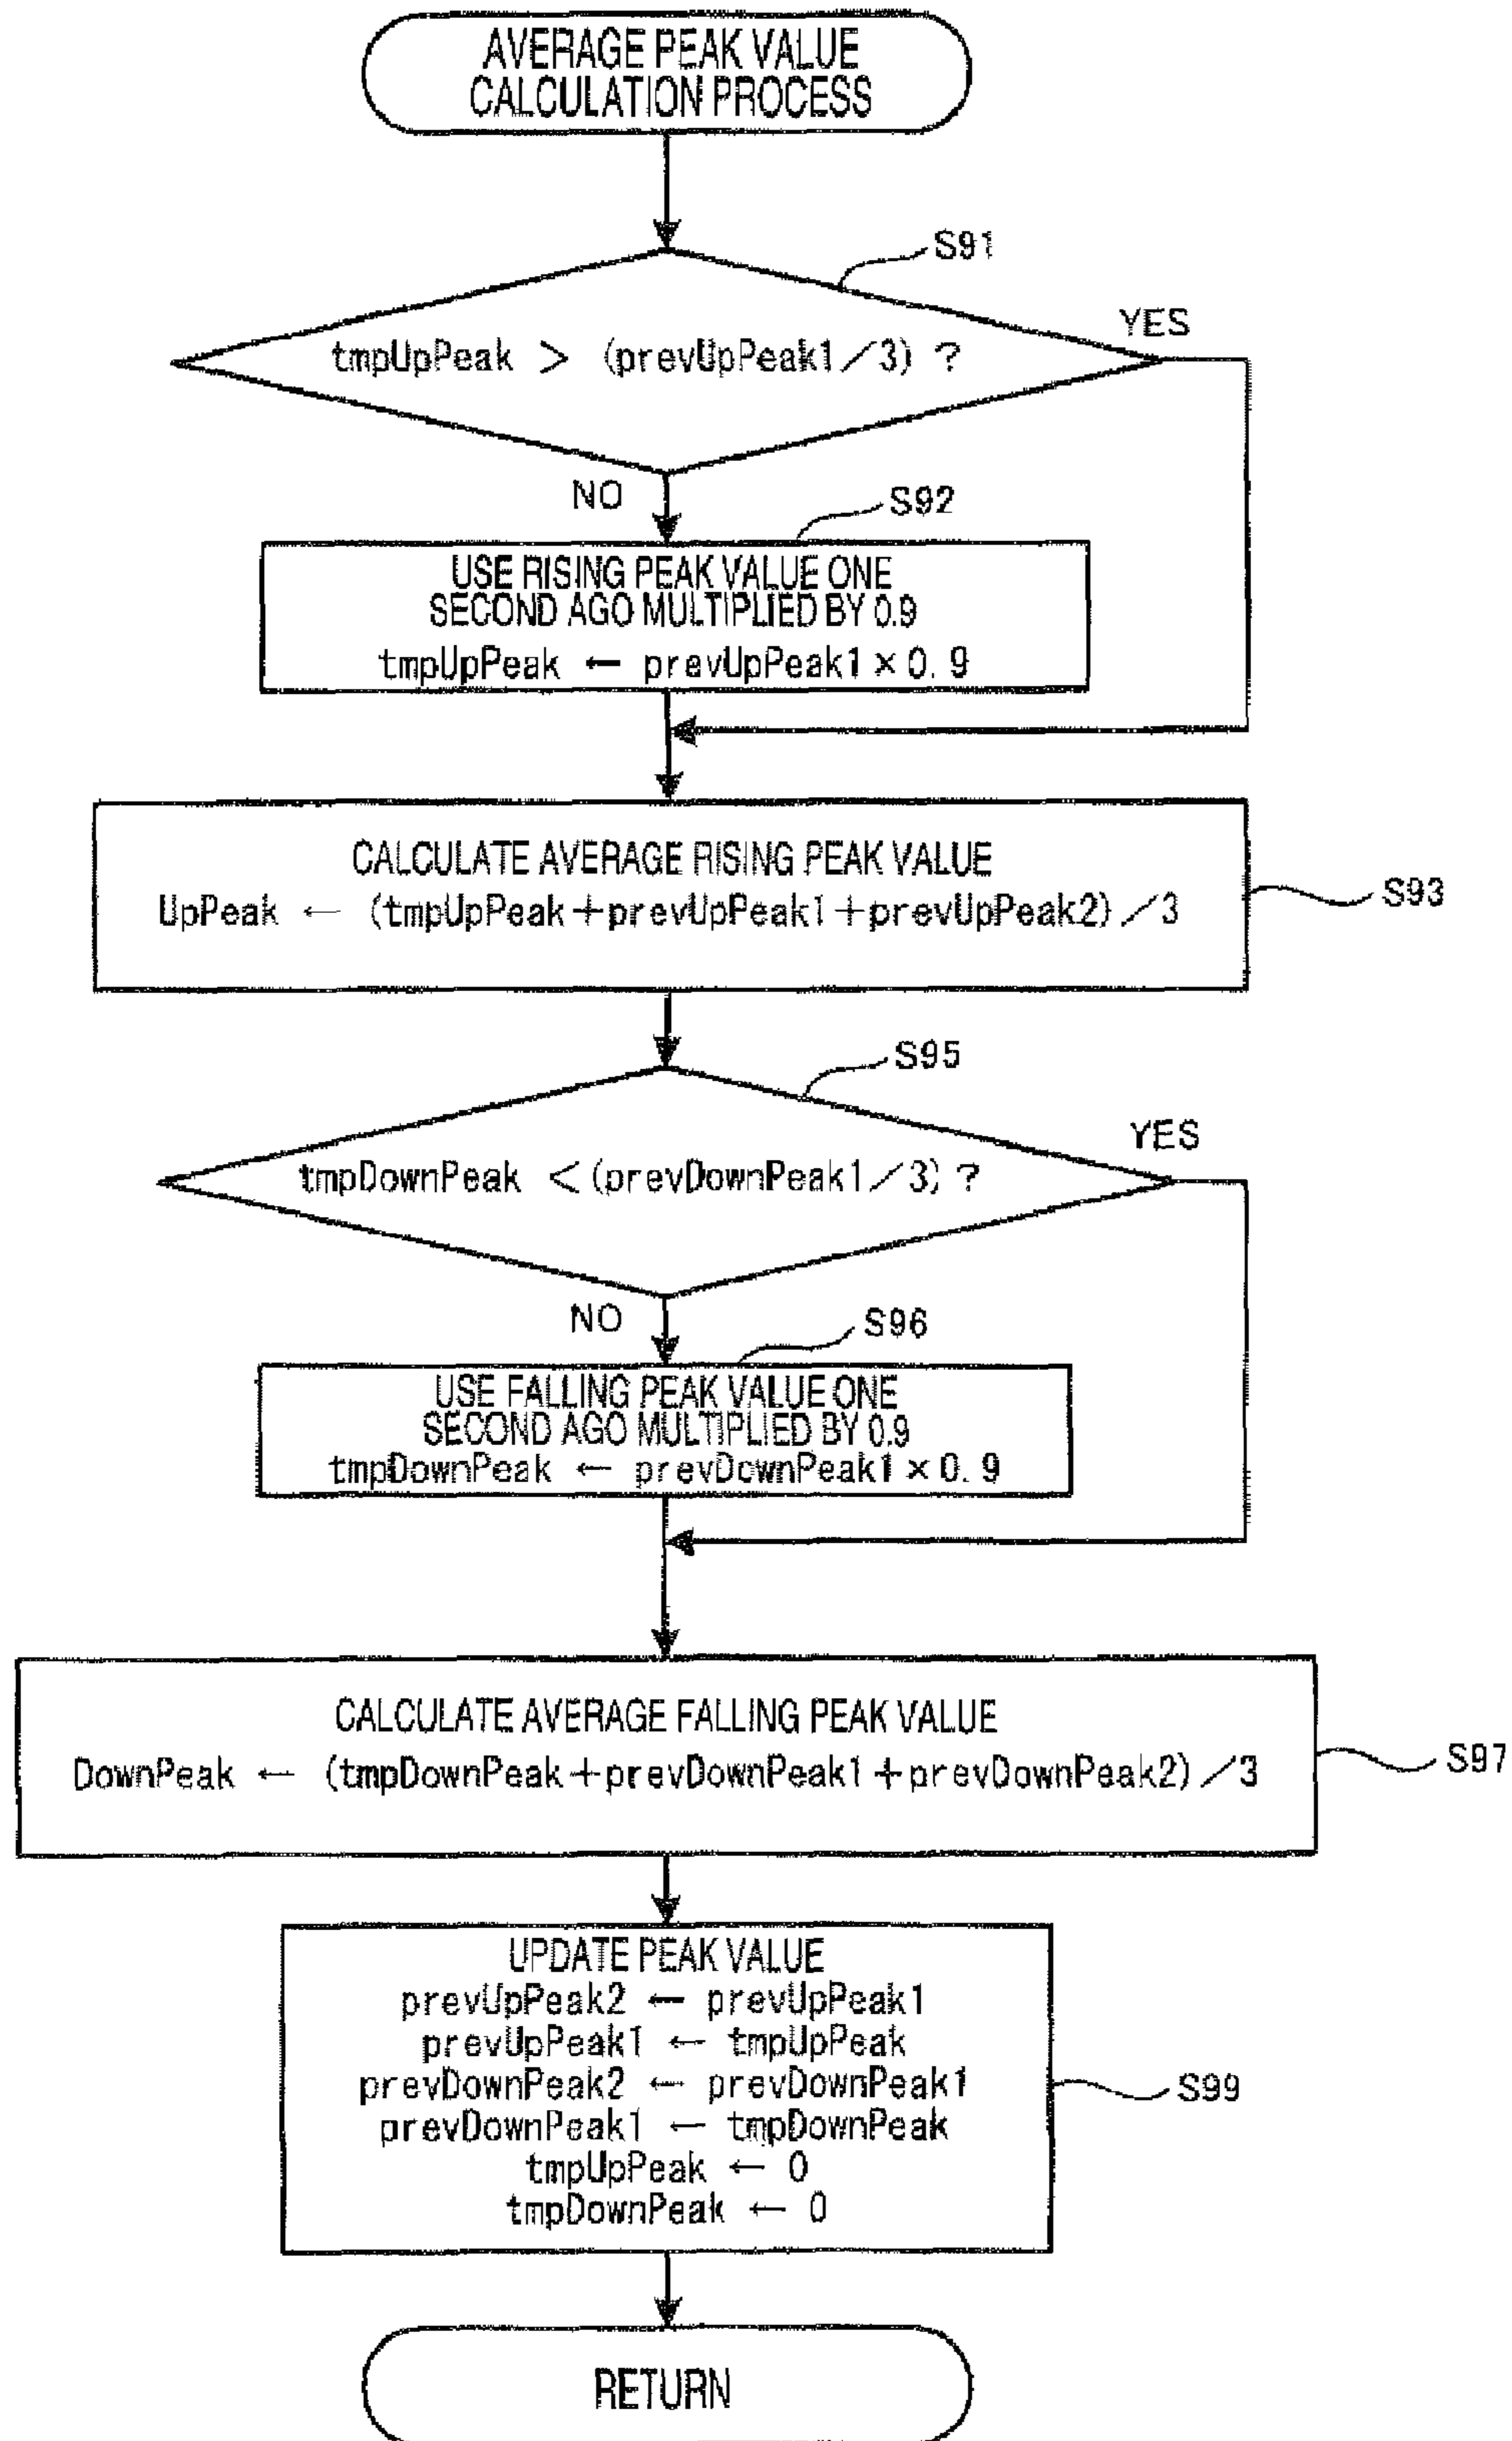 AVERAGE PEAK VALUE
CALCULATION PROCESS
S91
YES
tmpUpPeak > (prevUpPeak1/3) ?
NO
S92
USE RISING PEAK VALUE ONE
SECOND AGO MULTIPLIED BY 0.9
tmpUpPeak ← prevUpPeak1 × 0.9
CALCULATE AVERAGE RISING PEAK VALUE
UpPeak ← (tmpUpPeak+prevUpPeak1+prevUpPeak2)/3
S93
S95
YES
tmpDownPeak <(prevDownPeak1/3) ?
NO
S96
USE FALLING PEAK VALUE ONE
SECOND AGO MULTIPLIED BY 0.9
tmpDownPeak ← prevDownPeak1 × 0.9
CALCULATE AVERAGE FALLING PEAK VALUE
DownPeak ← (tmpDownPeak+prevDownPeak1+prevDownPeak2)/3
S97
UPDATE PEAK VALUE
prevUpPeak2 ← prevUpPeak1
prevUpPeak1 ← tmpUpPeak
prevDownPeak2 ← prevDownPeak1
S99
prevDownPeak1 ← tmpDownPeak
tmpUpPeak ← 0
tmpDownPeak ← 0
RETURN